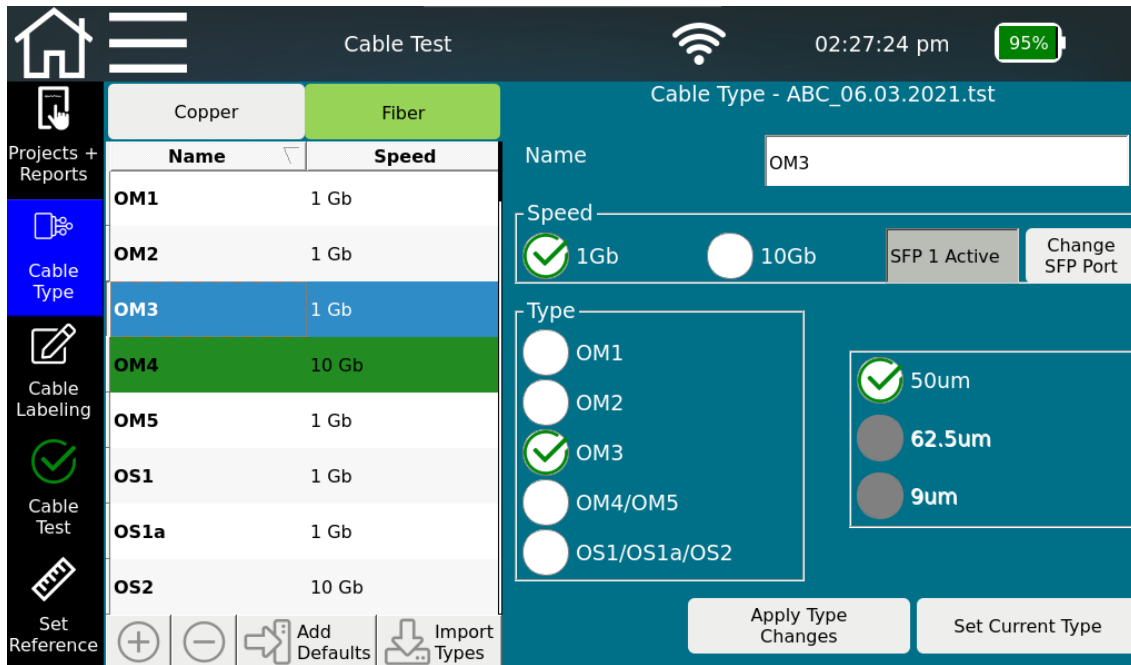 Cable Test
02:27:24 pm
95%
Projects +
Reports
Cable
Type
Cable
Labeling
Cable
Test
Set
Reference
Copper
Fiber
Name
Speed
OM1 1 Gb
OM2 1 Gb
OM3 1 Gb
OM4 10 Gb
OM5 1 Gb
OS1 1 Gb
OS1a 1 Gb
OS2 10 Gb
Add
Defaults
Import
Types
Cable Type - ABC_06.03.2021.tst
Name
OM3
Speed
1Gb
10Gb
SFP 1 Active
Change
SFP Port
Type
OM1
OM2
OM3
OM4/OM5
OS1/OS1a/OS2
50um
62.5um
9um
Apply Type
Changes
Set Current Type